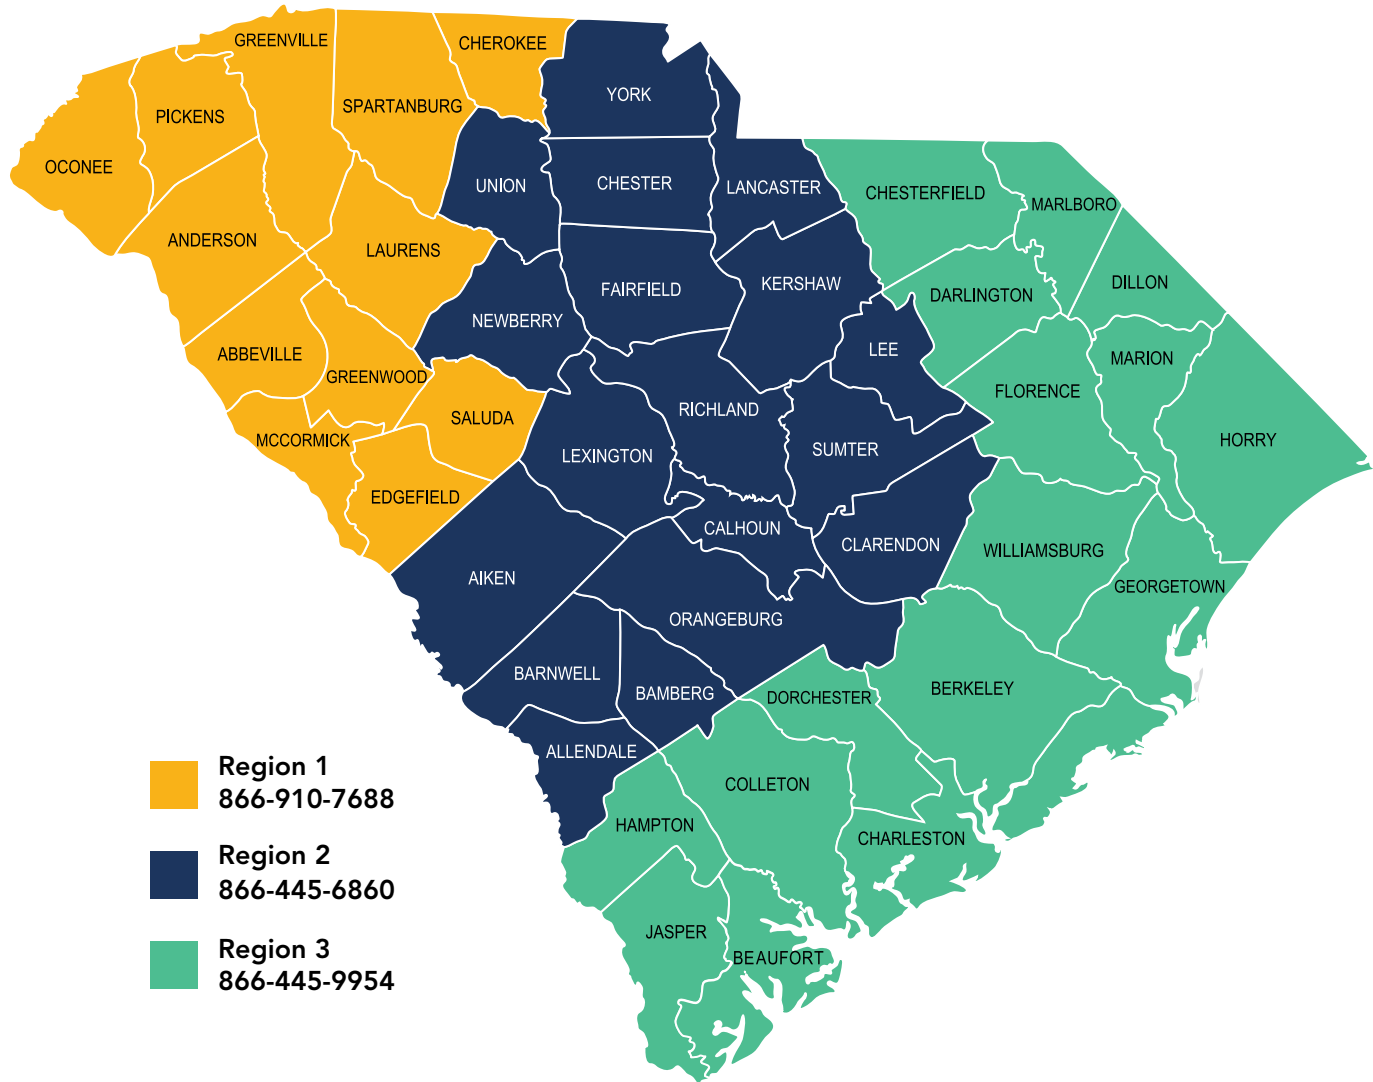 GREENVILLE
CHEROKEE
YORK
SPARTANBURG
PICKENS
OCONEE
UNION
CHESTER
LANCASTER
CHESTERFIELD
MARLBORO
ANDERSON
LAURENS
FAIRFIELD
KERSHAW
DARLINGTON
DILLON
NEWBERRY
LEE
ABBEVILLE
GREENWOOD
MARION
FLORENCE
RICHLAND
SALUDA
MCCORMICK
HORRY
LEXINGTON
SUMTER
EDGEFIELD
CALHOUN
CLARENDON
WILLIAMSBURG
AIKEN
GEORGETOWN
ORANGEBURG
BARNWELL
BAMBERG
DORCHESTER
BERKELEY
ALLENDALE
COLLETON
HAMPTON
CHARLESTON
JASPER
BEAUFORT
Region 1
866-910-7688
Region 2
866-445-6860
Region 3
866-445-9954